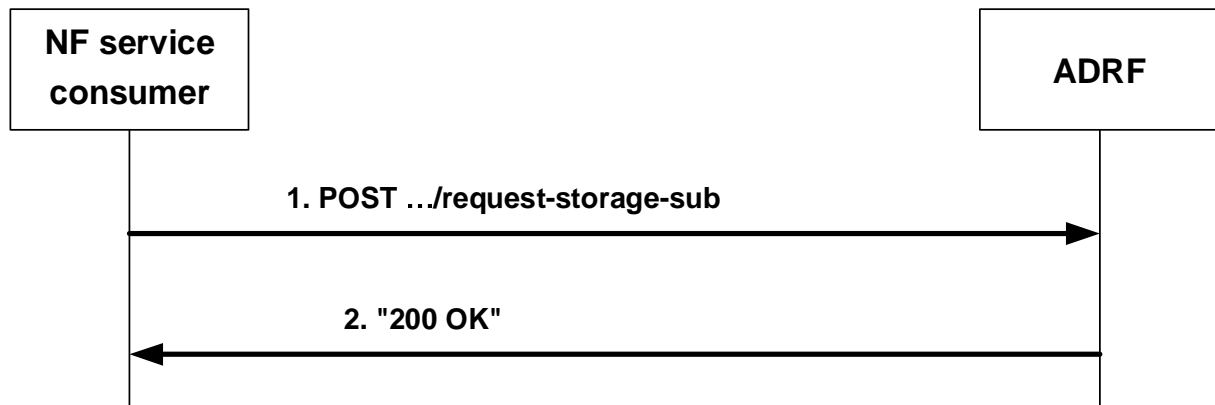 NF service
consumer
ADRF
1. POST …/request-storage-sub
2. "200 OK"